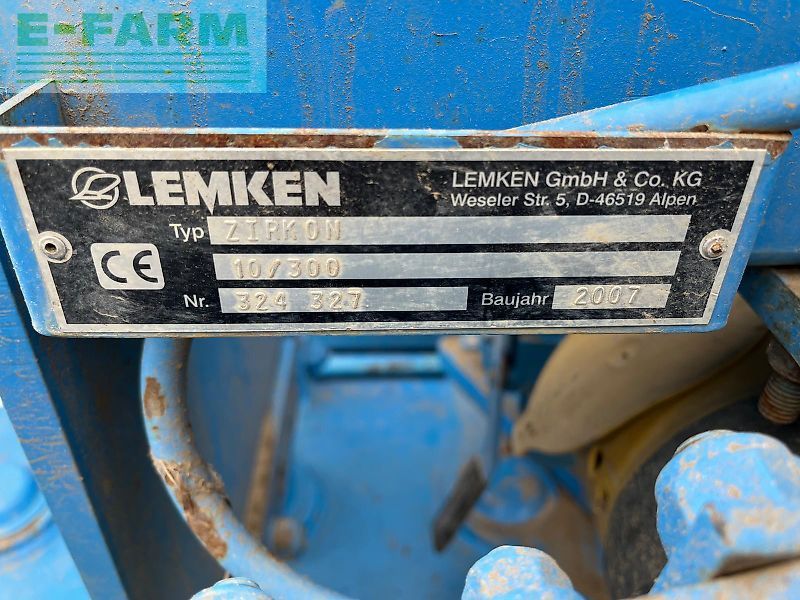 E-FARM
LEMKEN
LEMKEN GmbH & Co. KG
Weseler Str. 5, D-46519 Alpen
Typ ZIRKON
10/300
CE
Nr. 324 327 Baujahr 2007